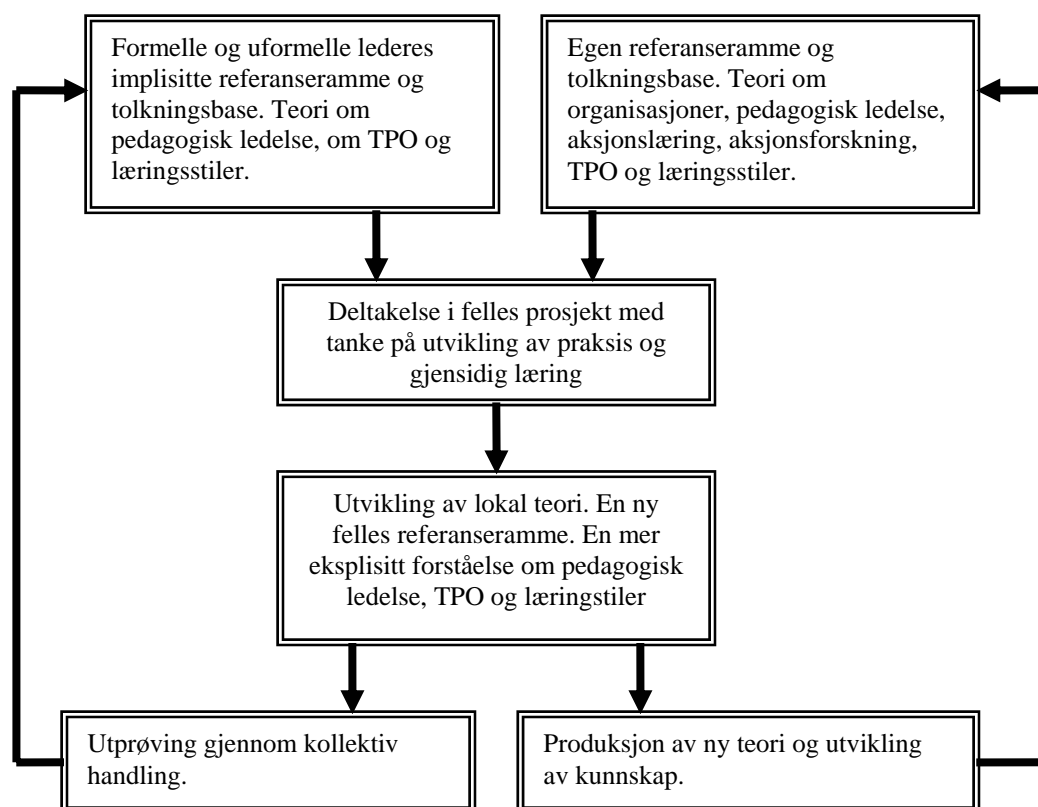 Formelle og uformelle lederes
implisitte referanseramme og
tolkningsbase. Teori om
pedagogisk ledelse, om TPO og
læringsstiler.
Egen referanseramme og
tolkningsbase. Teori om
organisasjoner, pedagogisk ledelse,
aksjonslæring, aksjonsforskning,
TPO og læringsstiler.
Deltakelse i felles prosjekt med
tanke på utvikling av praksis og
gjensidig læring
Utvikling av lokal teori. En ny
felles referanseramme. En mer
eksplisitt forståelse om pedagogisk
ledelse, TPO og læringstiler
Utprøving gjennom kollektiv
handling.
Produksjon av ny teori og utvikling
av kunnskap.